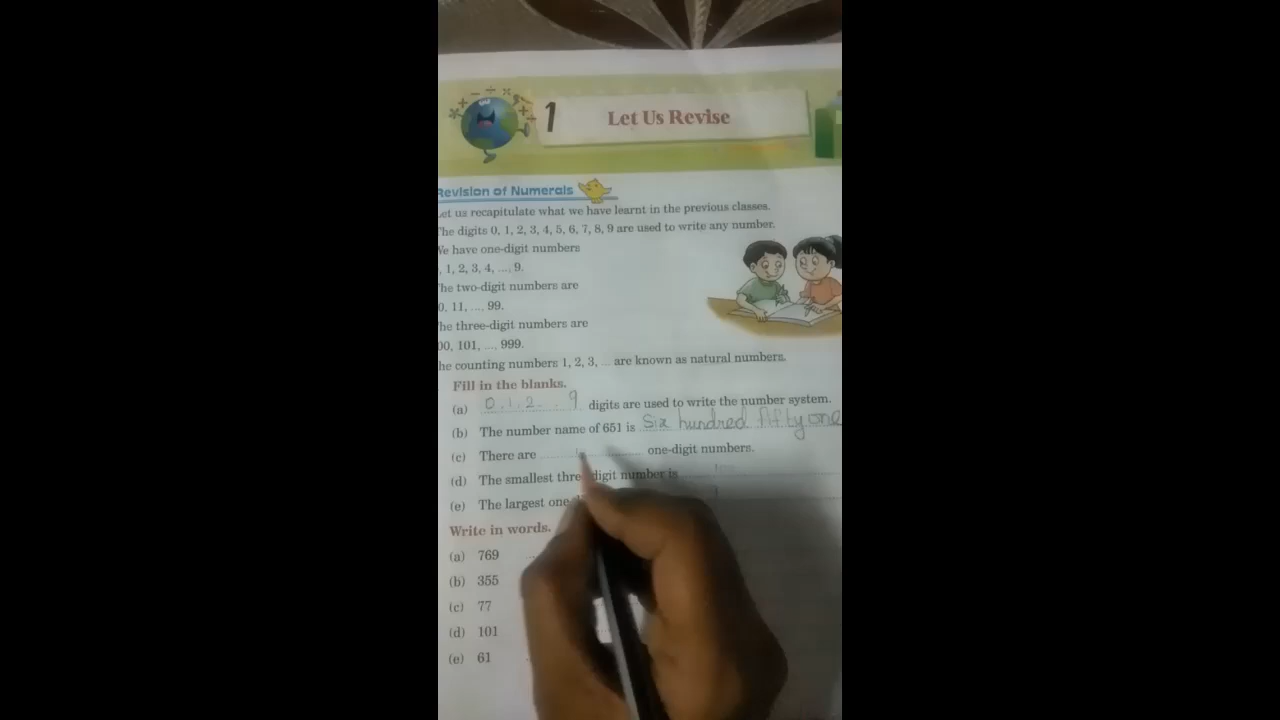 1 Let Us Revise
Revision of Numerals
Let us recapitulate what we have learnt in the previous classes.
The digits 0, 1, 2, 3, 4, 5, 6, 7, 8, 9 are used to write any number.
We have one-digit numbers
, 1, 2, 3, 4, ..., 9.
The two-digit numbers are
0, 11, ..., 99.
he three-digit numbers are
00, 101, ..., 999.
he counting numbers 1, 2, 3, ... are known as natural numbers.
Fill in the blanks.
(a) 0.1.2...9 digits are used to write the number system.
(b) The number name of 651 is Six hundred fifty one
(c) There are one-digit numbers.
(d) The smallest three digit number is
(e) The largest one
Write in words.
(a) 769
(b) 355
(c) 77
(d) 101
(e) 61